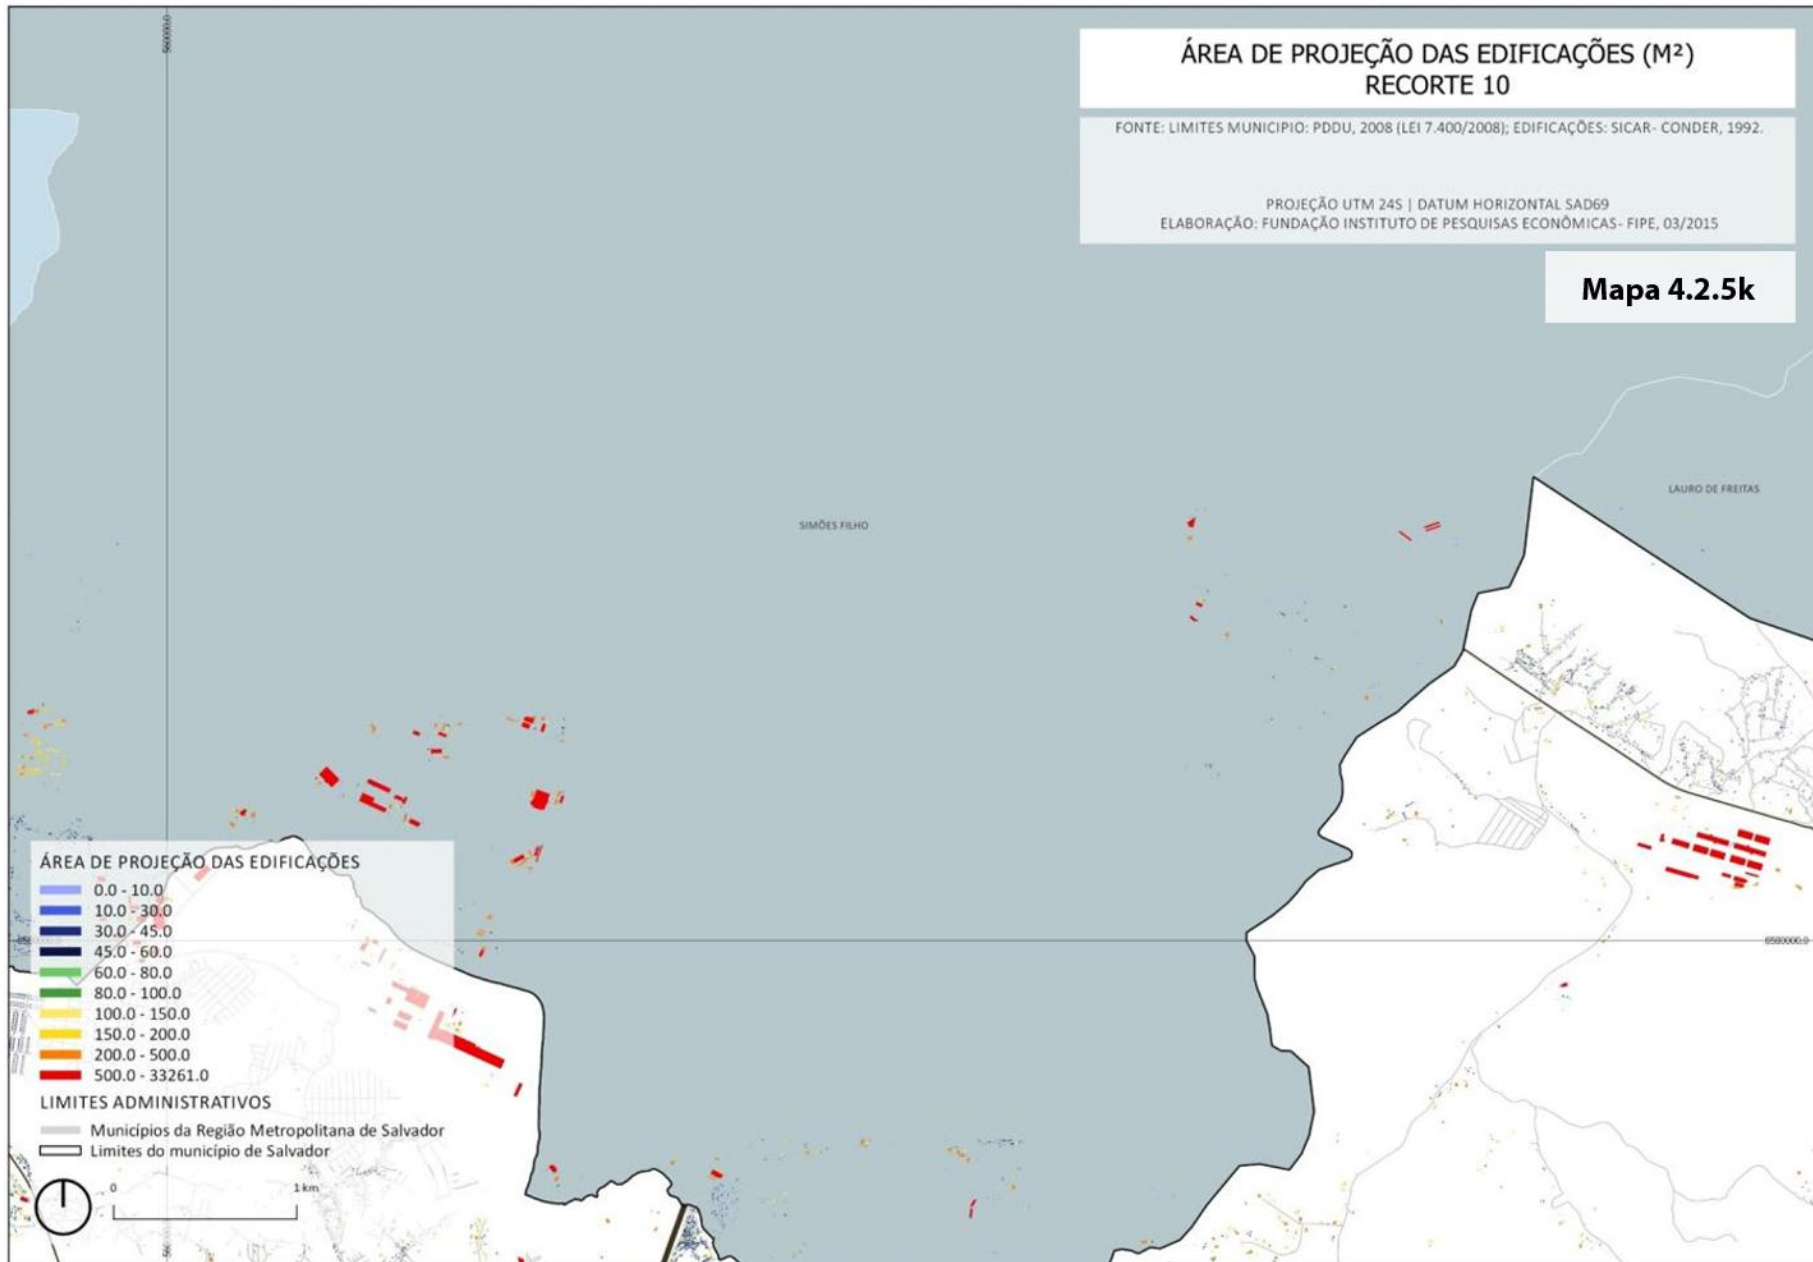 560000.0
ÁREA DE PROJEÇÃO DAS EDIFICAÇÕES (M²)
RECORTE 10
FONTE: LIMITES MUNICIPIO: PDDU, 2008 (LEI 7.400/2008); EDIFICAÇÕES: SICAR- CONDER, 1992.
PROJEÇÃO UTM 24S | DATUM HORIZONTAL SAD69
ELABORAÇÃO: FUNDAÇÃO INSTITUTO DE PESQUISAS ECONÔMICAS- FIPE, 03/2015
Mapa 4.2.5k
LAURO DE FREITAS
SIMÕES FILHO
ÁREA DE PROJEÇÃO DAS EDIFICAÇÕES
0.0 - 10.0
10.0 - 30.0
30.0 - 45.0
45.0 - 60.0
60.0 - 80.0
80.0 - 100.0
100.0 - 150.0
150.0 - 200.0
200.0 - 500.0
500.0 - 33261.0
LIMITES ADMINISTRATIVOS
Municípios da Região Metropolitana de Salvador
Limites do município de Salvador
0 1 km